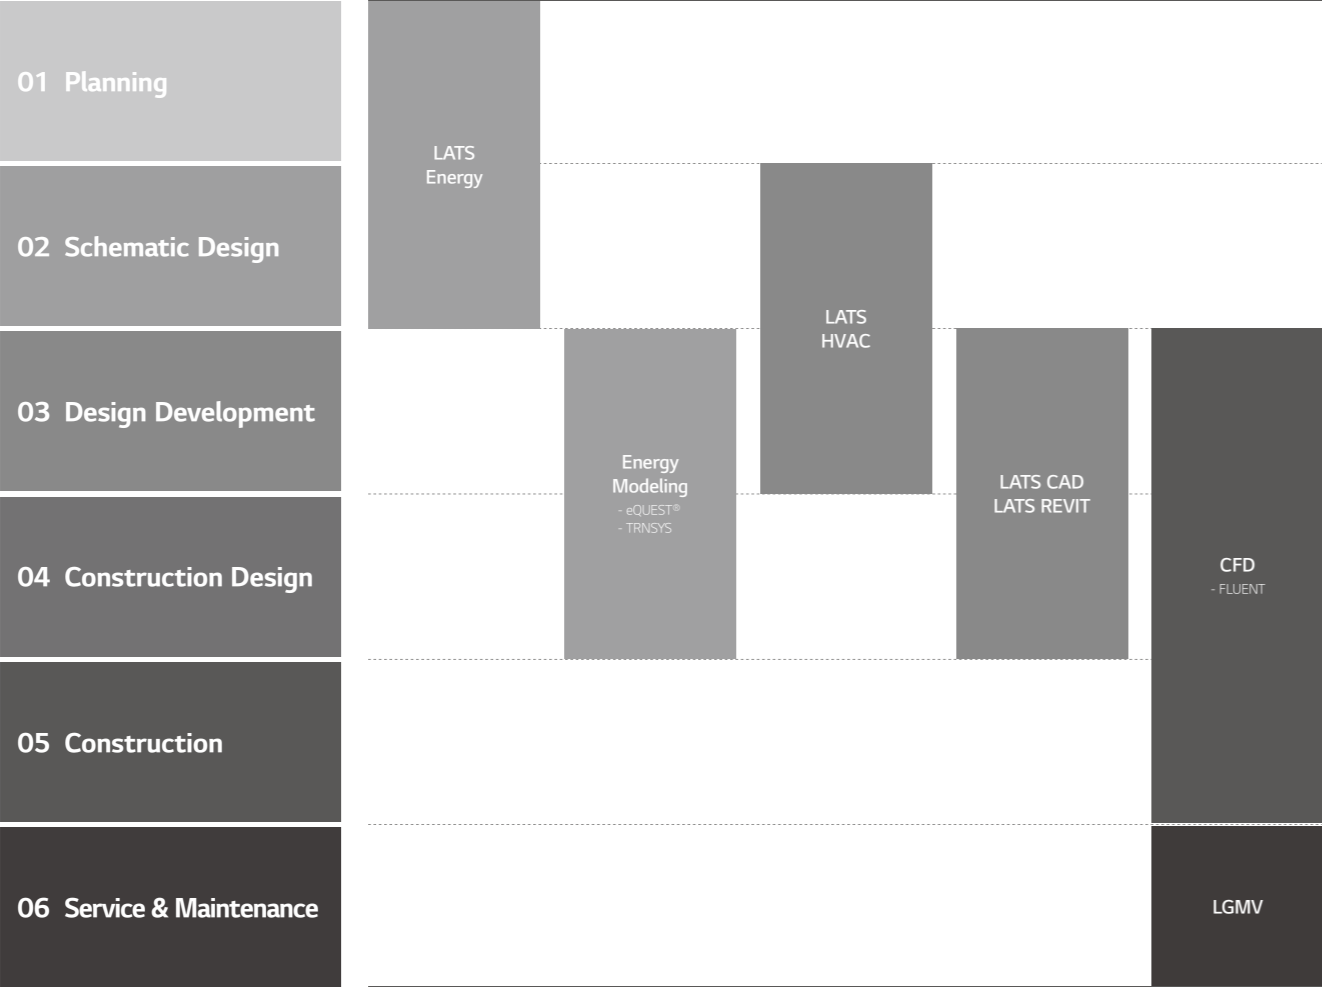 01 Planning
02 Schematic Design
03 Design Development
04 Construction Design
05 Construction
06 Service & Maintenance
LATS
Energy
Energy
Modeling
- eQUEST®
- TRNSYS
LATS
HVAC
LATS CAD
LATS REVIT
CFD
- FLUENT
LGMV